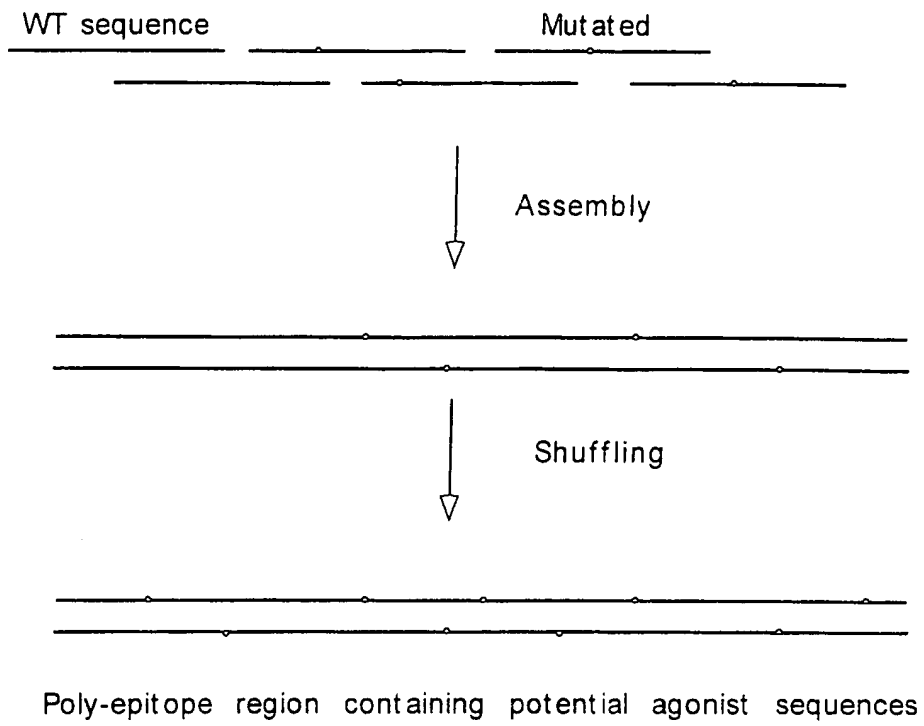 WT sequence
Mutated
Assembly
Shuffling
Poly-epitope region containing potential agonist sequences